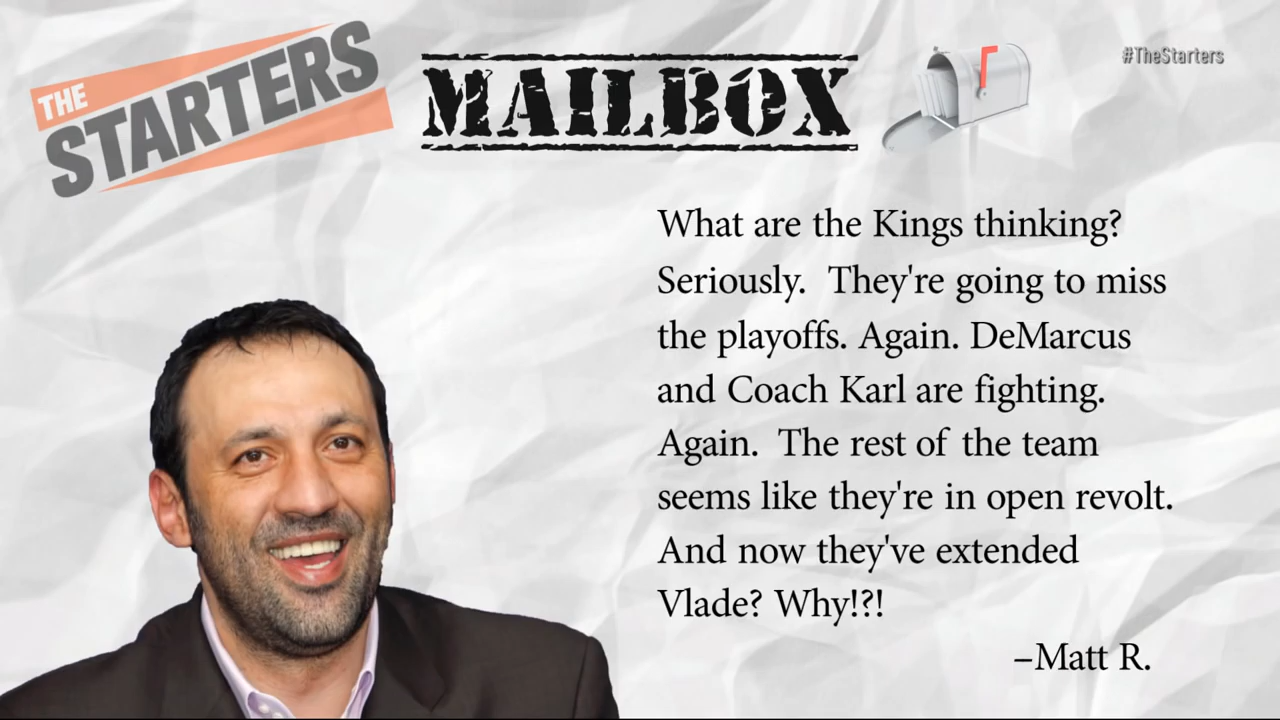 THE
STARTERS
MAILBOX
#TheStarters
What are the Kings thinking?
Seriously.  They're going to miss
the playoffs. Again. DeMarcus
and Coach Karl are fighting.
Again.  The rest of the team
seems like they're in open revolt.
And now they've extended
Vlade? Why!?!
–Matt R.